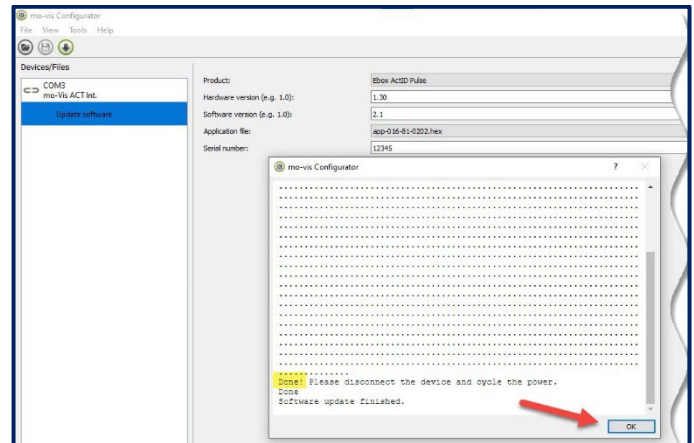 mo-vis Configurator
File View Tools Help
Devices/Files
COM3
mo-Vis ACT Int.
Update software
Product: Ebox ActID Pulse
Hardware version (e.g. 1.0): 1.30
Software version (e.g. 1.0): 2.1
Application file: app-016-81-0202.hex
Serial number: 12345
mo-vis Configurator ? ×
Done! Please disconnect the device and cycle the power.
Done
Software update finished.
OK